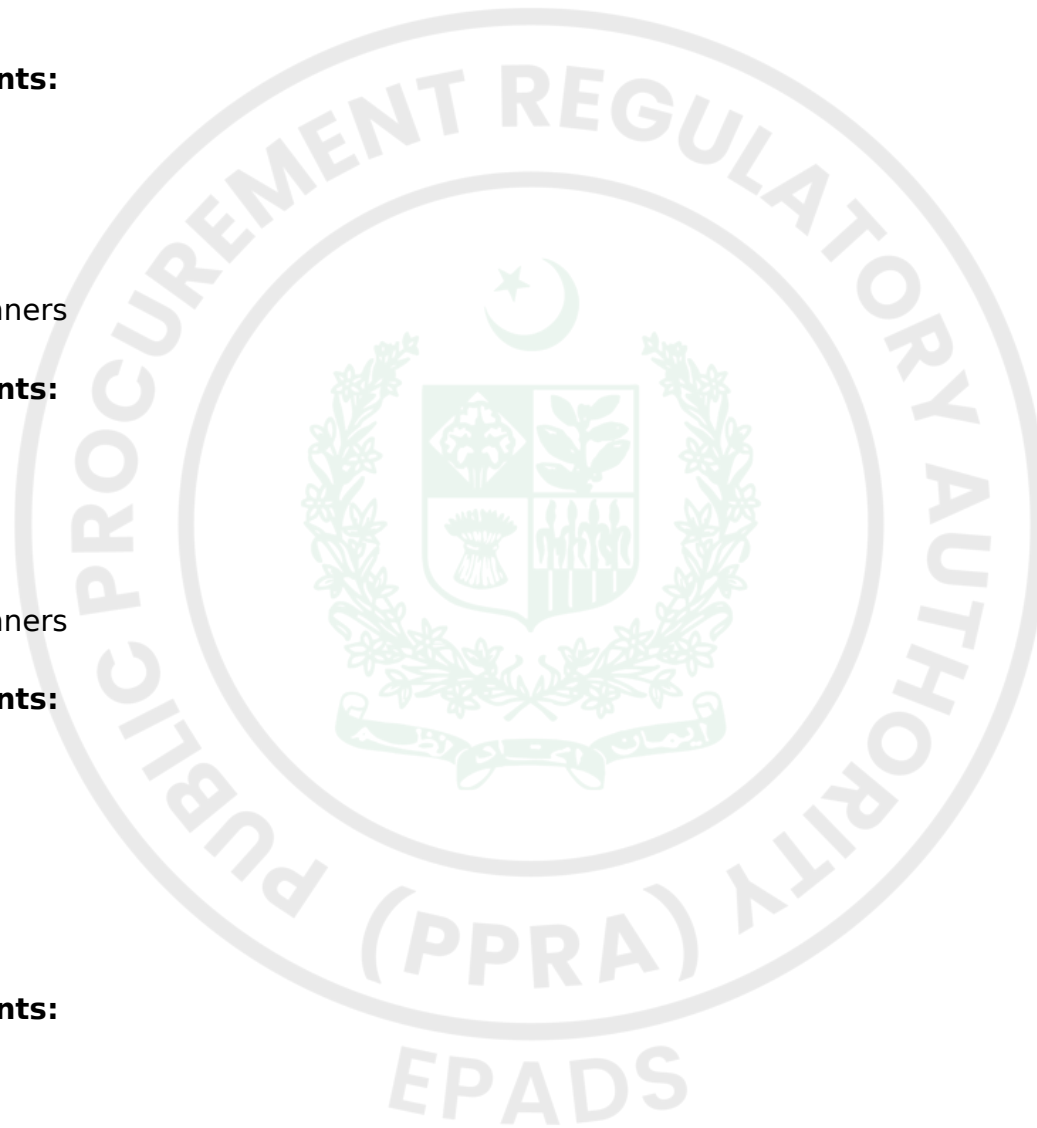 nts:
ners
nts:
ners
nts:
nts:
PUBLIC PROCUREMENT REGULATORY AUTHORITY
(PPRA)
EPADS